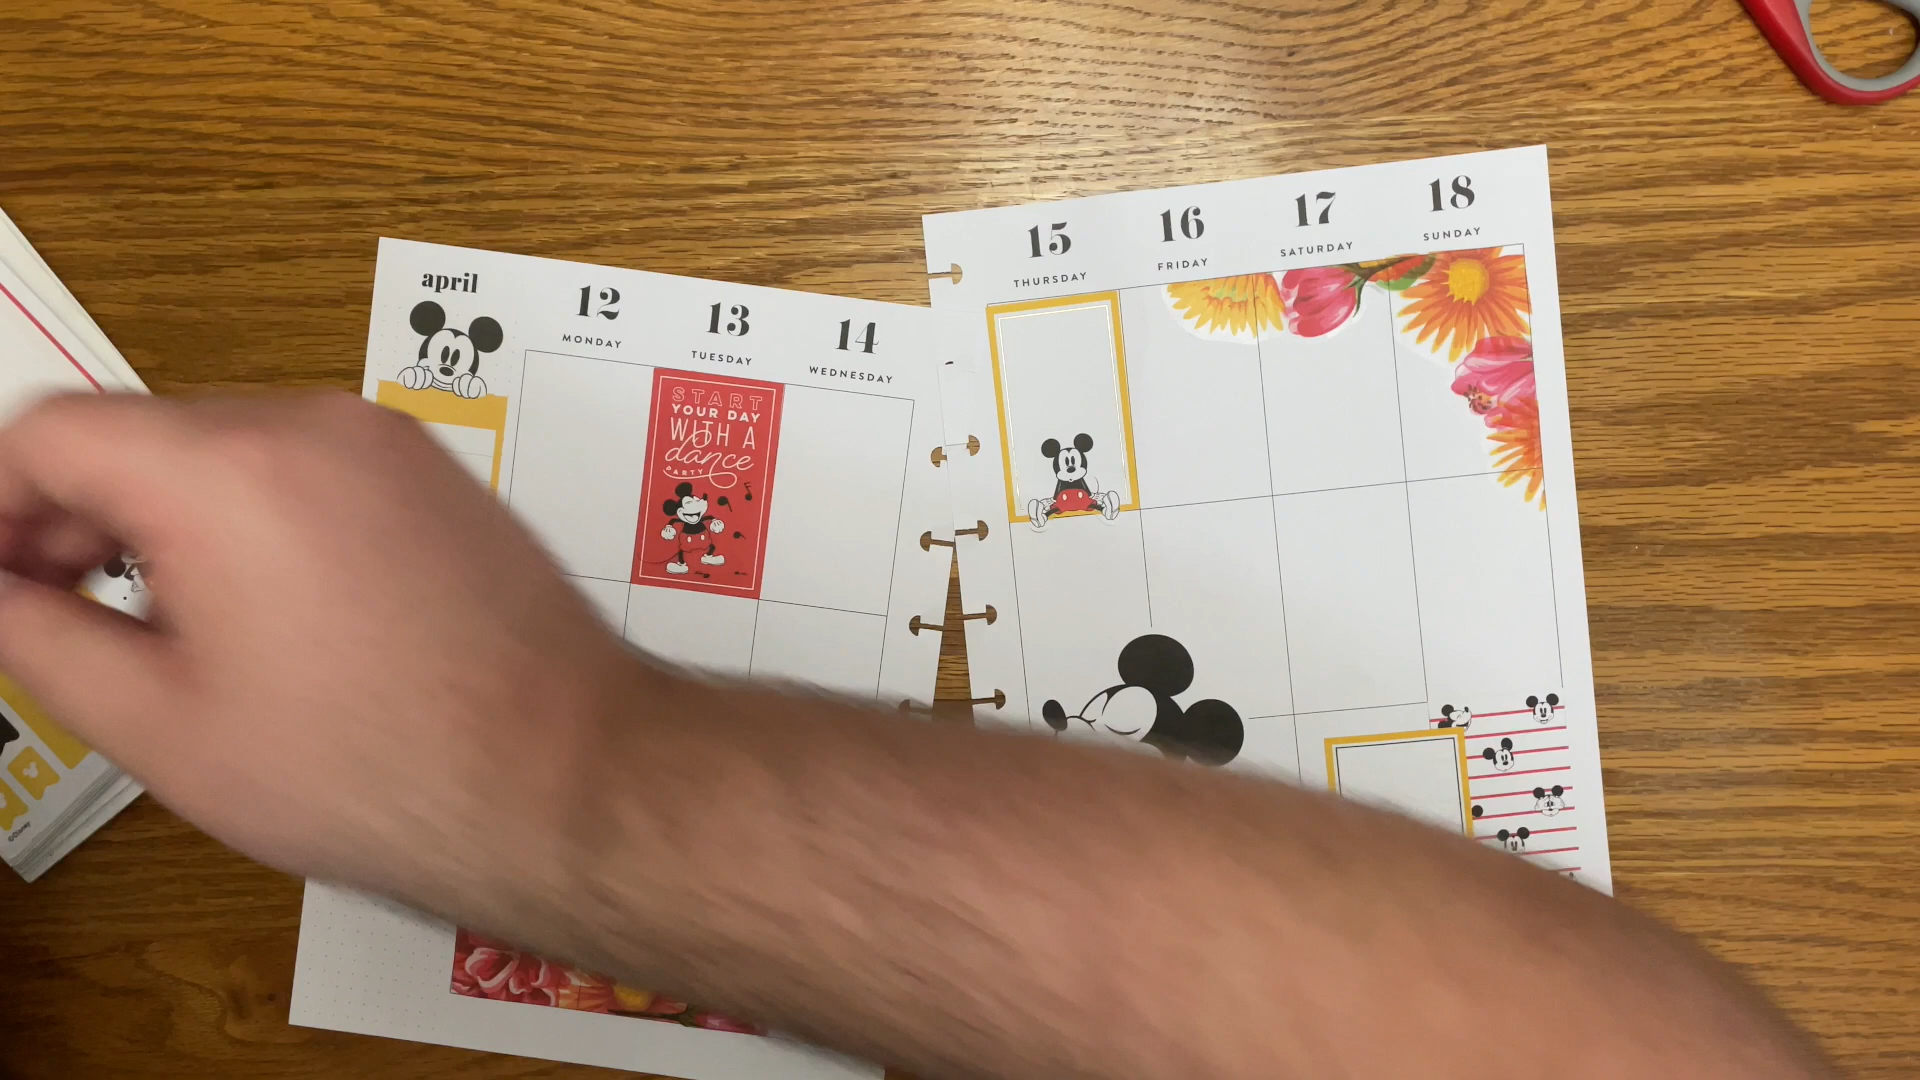 april
12
MONDAY
13
TUESDAY
14
WEDNESDAY
START
YOUR DAY
WITH A
dance
PARTY
15
THURSDAY
16
FRIDAY
17
SATURDAY
18
SUNDAY
©Disney